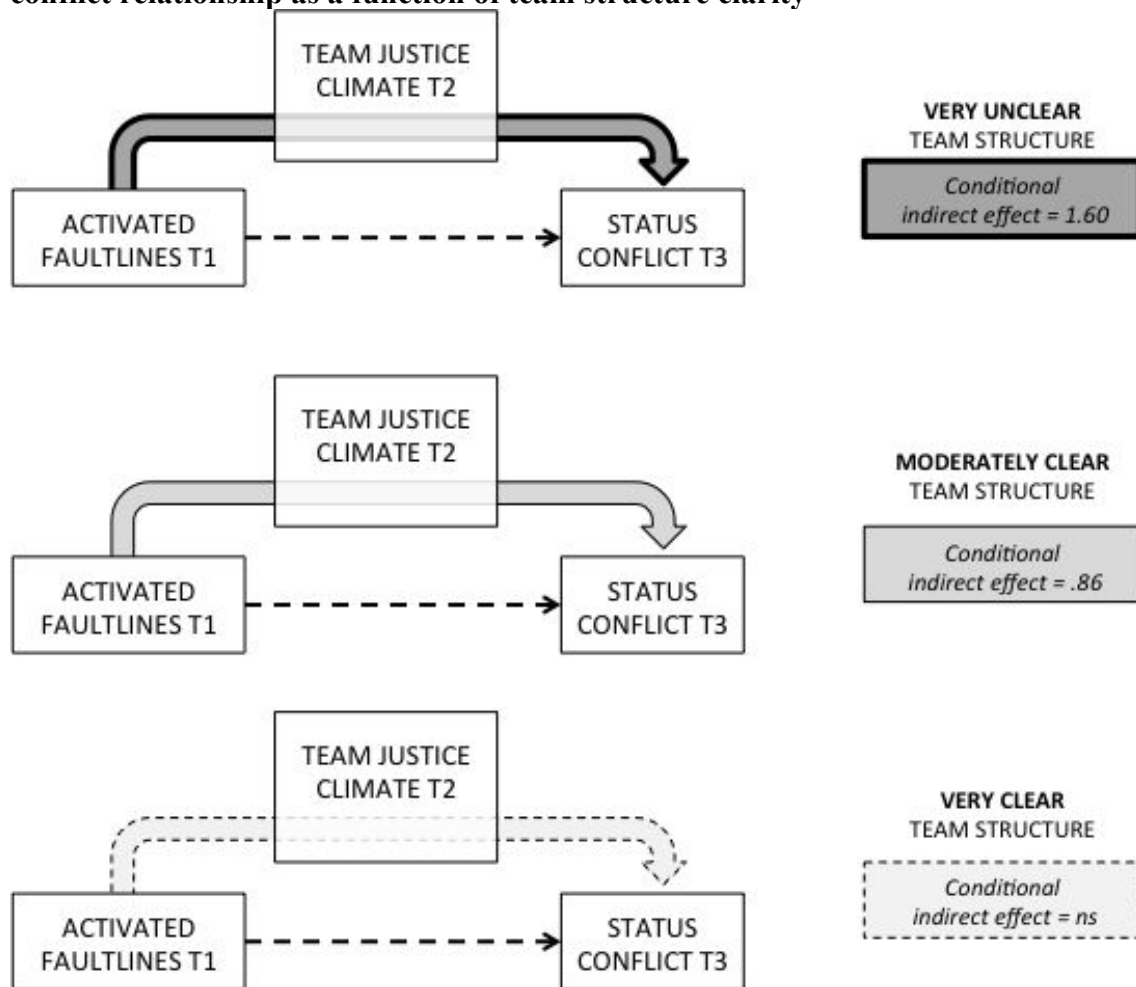 conflict relationship as a function of team structure clarity
TEAM JUSTICE
CLIMATE T2
ACTIVATED
FAULTLINES T1
STATUS
CONFLICT T3
VERY UNCLEAR
TEAM STRUCTURE
Conditional
indirect effect = 1.60
TEAM JUSTICE
CLIMATE T2
ACTIVATED
FAULTLINES T1
STATUS
CONFLICT T3
MODERATELY CLEAR
TEAM STRUCTURE
Conditional
indirect effect = .86
TEAM JUSTICE
CLIMATE T2
ACTIVATED
FAULTLINES T1
STATUS
CONFLICT T3
VERY CLEAR
TEAM STRUCTURE
Conditional
indirect effect = ns